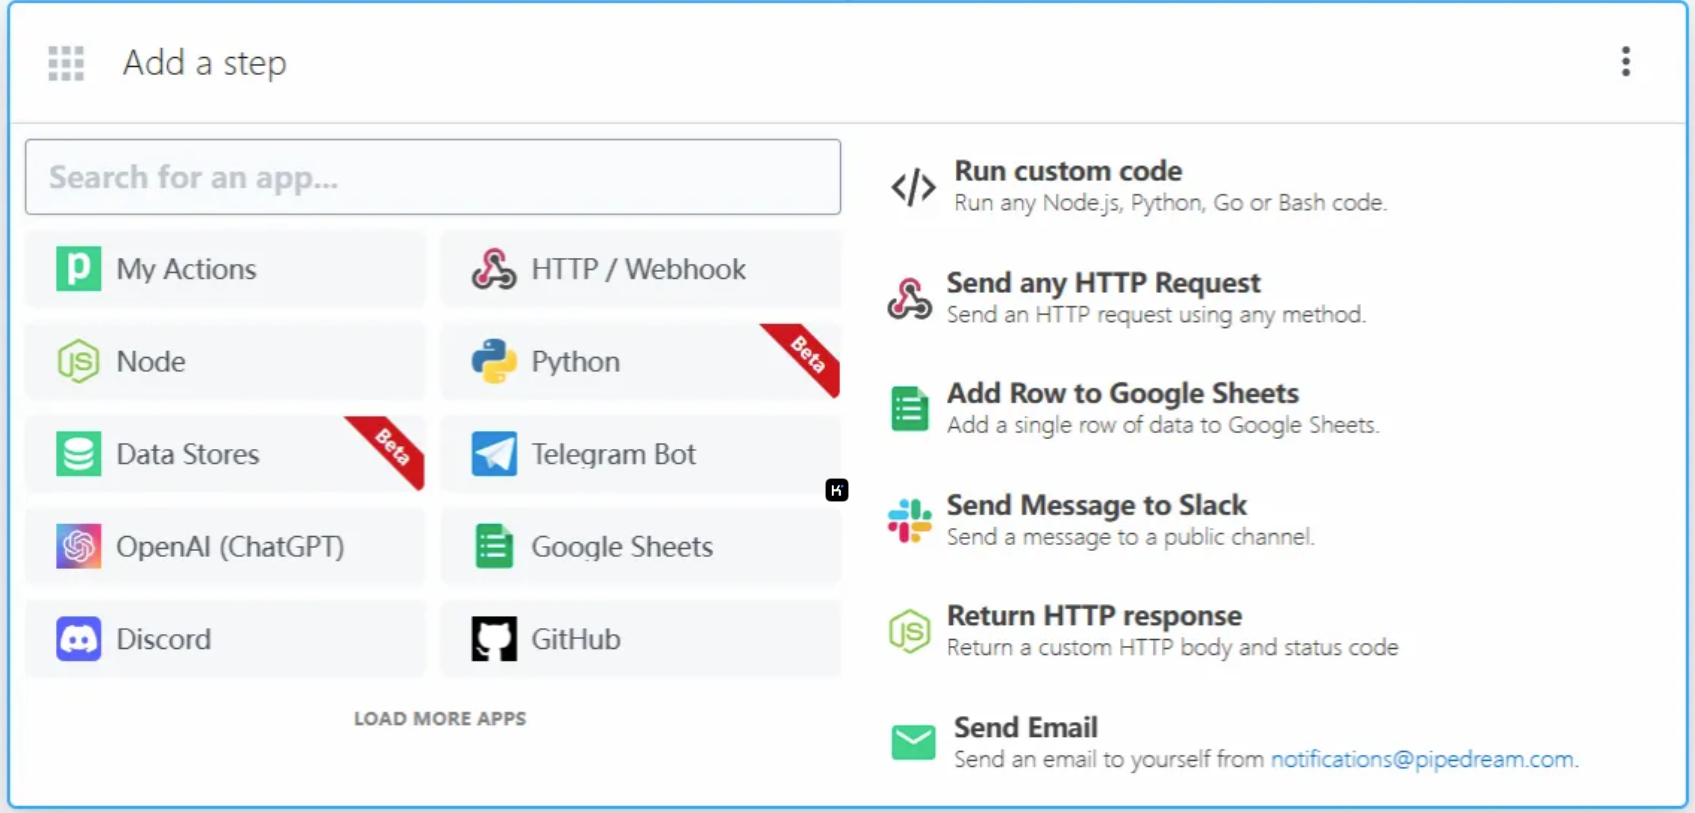 Add a step
Search for an app...
My Actions
HTTP / Webhook
Node
Python
Beta
Data Stores
Beta
Telegram Bot
OpenAI (ChatGPT)
Google Sheets
Discord
GitHub
LOAD MORE APPS
Run custom code
Run any Node.js, Python, Go or Bash code.
Send any HTTP Request
Send an HTTP request using any method.
Add Row to Google Sheets
Add a single row of data to Google Sheets.
Send Message to Slack
Send a message to a public channel.
Return HTTP response
Return a custom HTTP body and status code
Send Email
Send an email to yourself from notifications@pipedream.com.